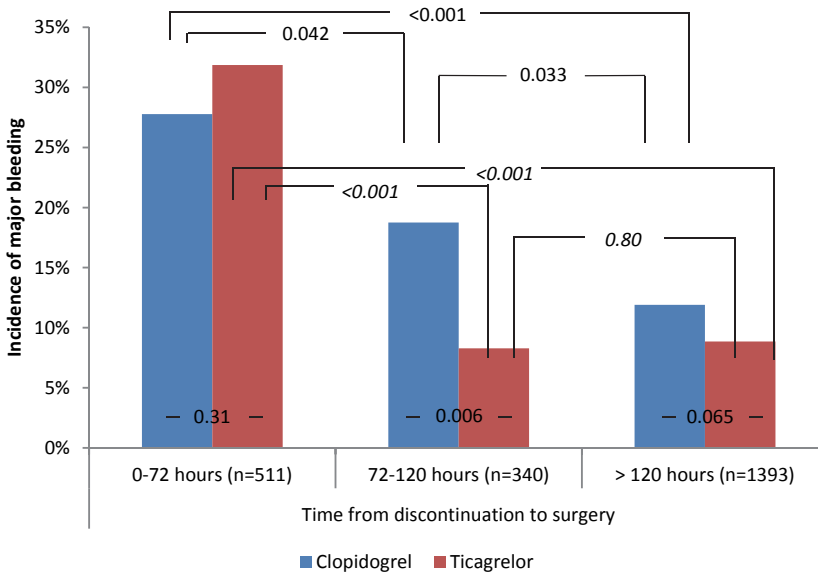 <0.001
35%
0.042
30%
0.033
25%
<0.001
<0.001
20%
0.80
15%
10%
5%
0.31
0.006
0.065
0%
Incidence of major bleeding
0-72 hours (n=511)
72-120 hours (n=340)
> 120 hours (n=1393)
Time from discontinuation to surgery
Clopidogrel
Ticagrelor